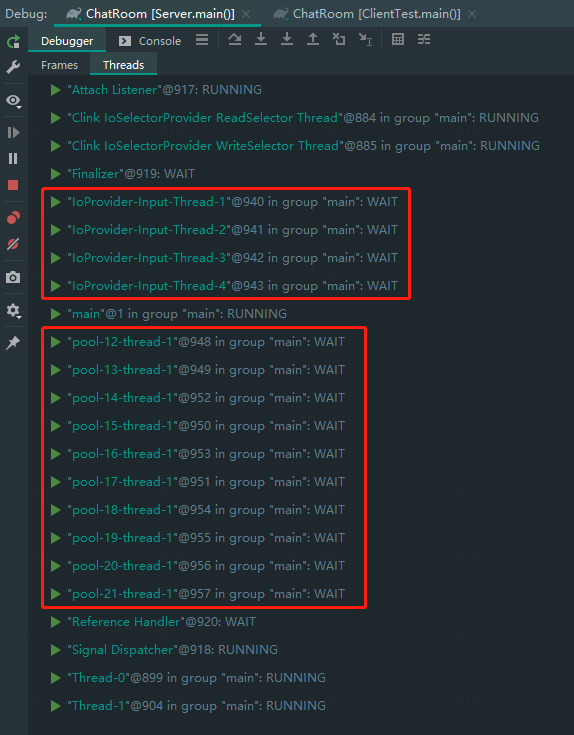 Debug: ChatRoom [Server.main()] × ChatRoom [ClientTest.main()] ×
Debugger Console
Frames Threads
"Attach Listener"@917: RUNNING
"Clink IoSelectorProvider ReadSelector Thread"@884 in group "main": RUNNING
"Clink IoSelectorProvider WriteSelector Thread"@885 in group "main": RUNNING
"Finalizer"@919: WAIT
"IoProvider-Input-Thread-1"@940 in group "main": WAIT
"IoProvider-Input-Thread-2"@941 in group "main": WAIT
"IoProvider-Input-Thread-3"@942 in group "main": WAIT
"IoProvider-Input-Thread-4"@943 in group "main": WAIT
"main"@1 in group "main": RUNNING
"pool-12-thread-1"@948 in group "main": WAIT
"pool-13-thread-1"@949 in group "main": WAIT
"pool-14-thread-1"@952 in group "main": WAIT
"pool-15-thread-1"@950 in group "main": WAIT
"pool-16-thread-1"@953 in group "main": WAIT
"pool-17-thread-1"@951 in group "main": WAIT
"pool-18-thread-1"@954 in group "main": WAIT
"pool-19-thread-1"@955 in group "main": WAIT
"pool-20-thread-1"@956 in group "main": WAIT
"pool-21-thread-1"@957 in group "main": WAIT
"Reference Handler"@920: WAIT
"Signal Dispatcher"@918: RUNNING
"Thread-0"@899 in group "main": RUNNING
"Thread-1"@904 in group "main": RUNNING